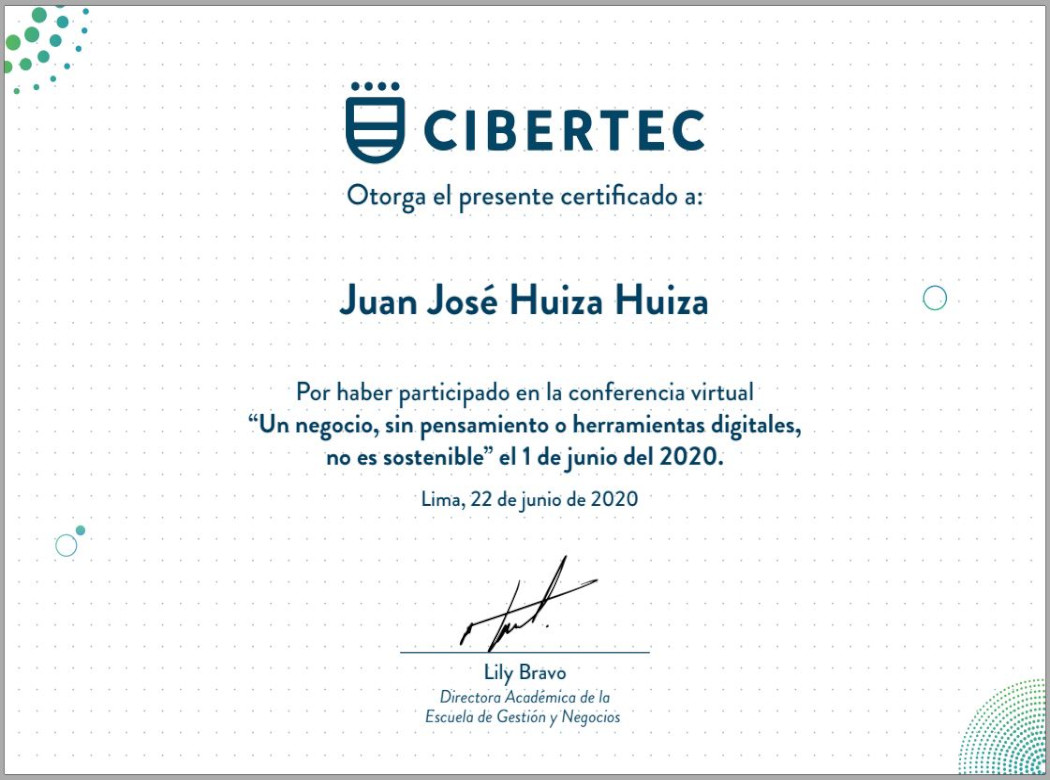 CIBERTEC
Otorga el presente certificado a:
Juan José Huiza Huiza
Por haber participado en la conferencia virtual
“Un negocio, sin pensamiento o herramientas digitales,
no es sostenible” el 1 de junio del 2020.
Lima, 22 de junio de 2020
Lily Bravo
Directora Académica de la
Escuela de Gestión y Negocios